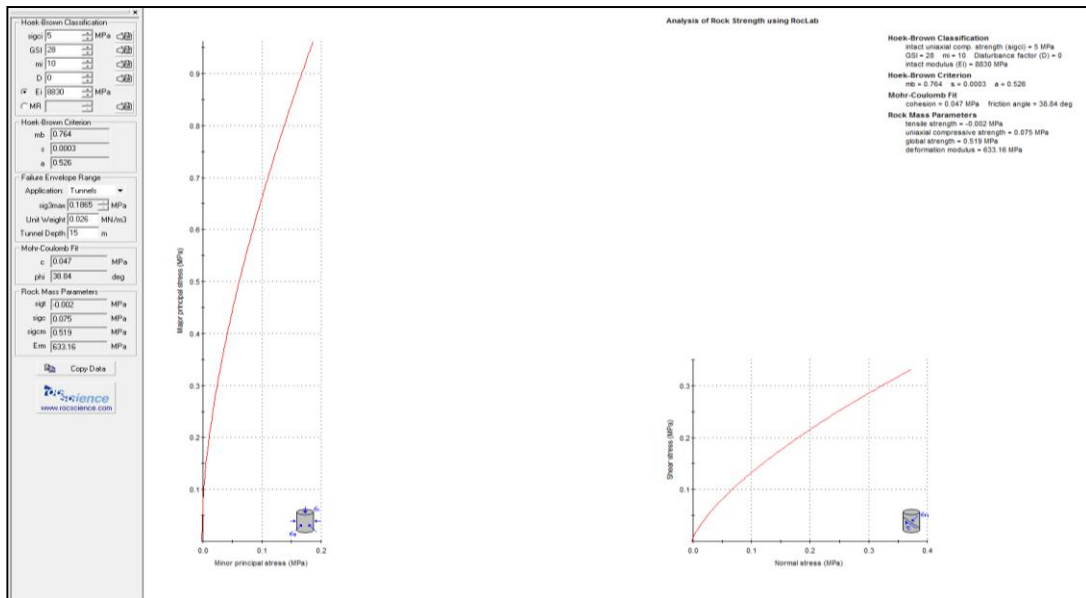 Hoek-Brown Classification
sigci 5 MPa
GSI 28
mi 10
D 0
Ei 8830 MPa
MR
Hoek-Brown Criterion
mb 0.764
s 0.0003
a 0.526
Failure Envelope Range
Application: Tunnels
sig3max 0.1865 MPa
Unit Weight 0.026 MN/m3
Tunnel Depth 15 m
Mohr-Coulomb Fit
c 0.047 MPa
phi 38.84 deg
Rock Mass Parameters
sigt -0.002 MPa
sigc 0.075 MPa
sigcm 0.519 MPa
Erm 633.16 MPa
Copy Data
rocscience
www.rocscience.com
Major principal stress (MPa)
0.9
0.8
0.7
0.6
0.5
0.4
0.3
0.2
0.1
0.0 0.1 0.2
Minor principal stress (MPa)
Analysis of Rock Strength using RocLab
Hoek-Brown Classification
intact uniaxial comp. strength (sigci) = 5 MPa
GSI = 28 mi = 10 Disturbance factor (D) = 0
intact modulus (Ei) = 8830 MPa
Hoek-Brown Criterion
mb = 0.764 s = 0.0003 a = 0.526
Mohr-Coulomb Fit
cohesion = 0.047 MPa friction angle = 38.84 deg
Rock Mass Parameters
tensile strength = -0.002 MPa
uniaxial compressive strength = 0.075 MPa
global strength = 0.519 MPa
deformation modulus = 633.16 MPa
Shear stress (MPa)
0.3
0.2
0.1
0.0 0.1 0.2 0.3 0.4
Normal stress (MPa)